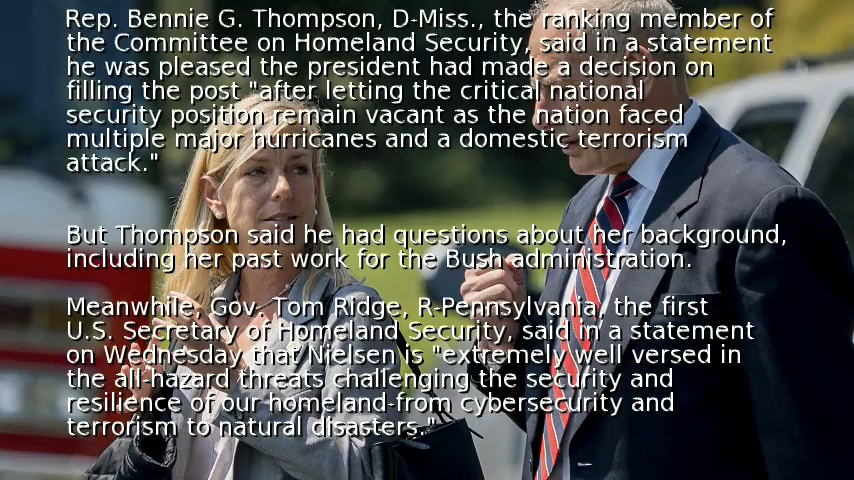 Rep. Bennie G. Thompson, D-Miss., the ranking member of
the Committee on Homeland Security, said in a statement
he was pleased the president had made a decision on
filling the post "after letting the critical national
security position remain vacant as the nation faced
multiple major hurricanes and a domestic terrorism
attack."
But Thompson said he had questions about her background,
including her past work for the Bush administration.
Meanwhile, Gov. Tom Ridge, R-Pennsylvania, the first
U.S. Secretary of Homeland Security, said in a statement
on Wednesday that Nielsen is "extremely well versed in
the all-hazard threats challenging the security and
resilience of our homeland-from cybersecurity and
terrorism to natural disasters."